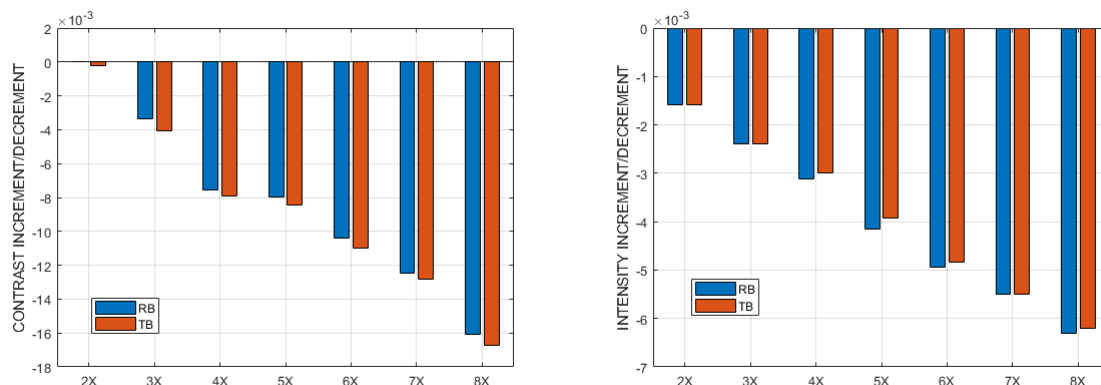 ×10⁻³
2
0
-2
-4
-6
-8
-10
-12
-14
-16
-18
CONTRAST INCREMENT/DECREMENT
RB
TB
2X 3X 4X 5X 6X 7X 8X
×10⁻³
0
-1
-2
-3
-4
-5
-6
-7
INTENSITY INCREMENT/DECREMENT
RB
TB
2X 3X 4X 5X 6X 7X 8X